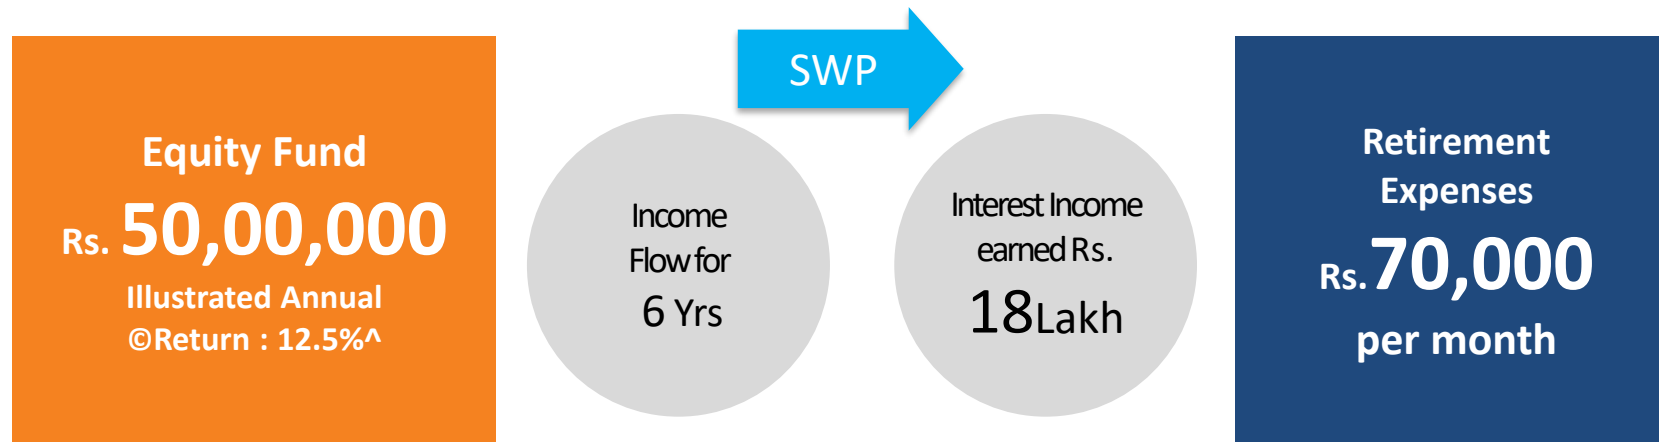 SWP
Equity Fund
Rs. 50,00,000
Illustrated Annual
©Return : 12.5%^
Income
Flow for
6 Yrs
Interest Income
earned Rs.
18Lakh
Retirement
Expenses
Rs.70,000
per month